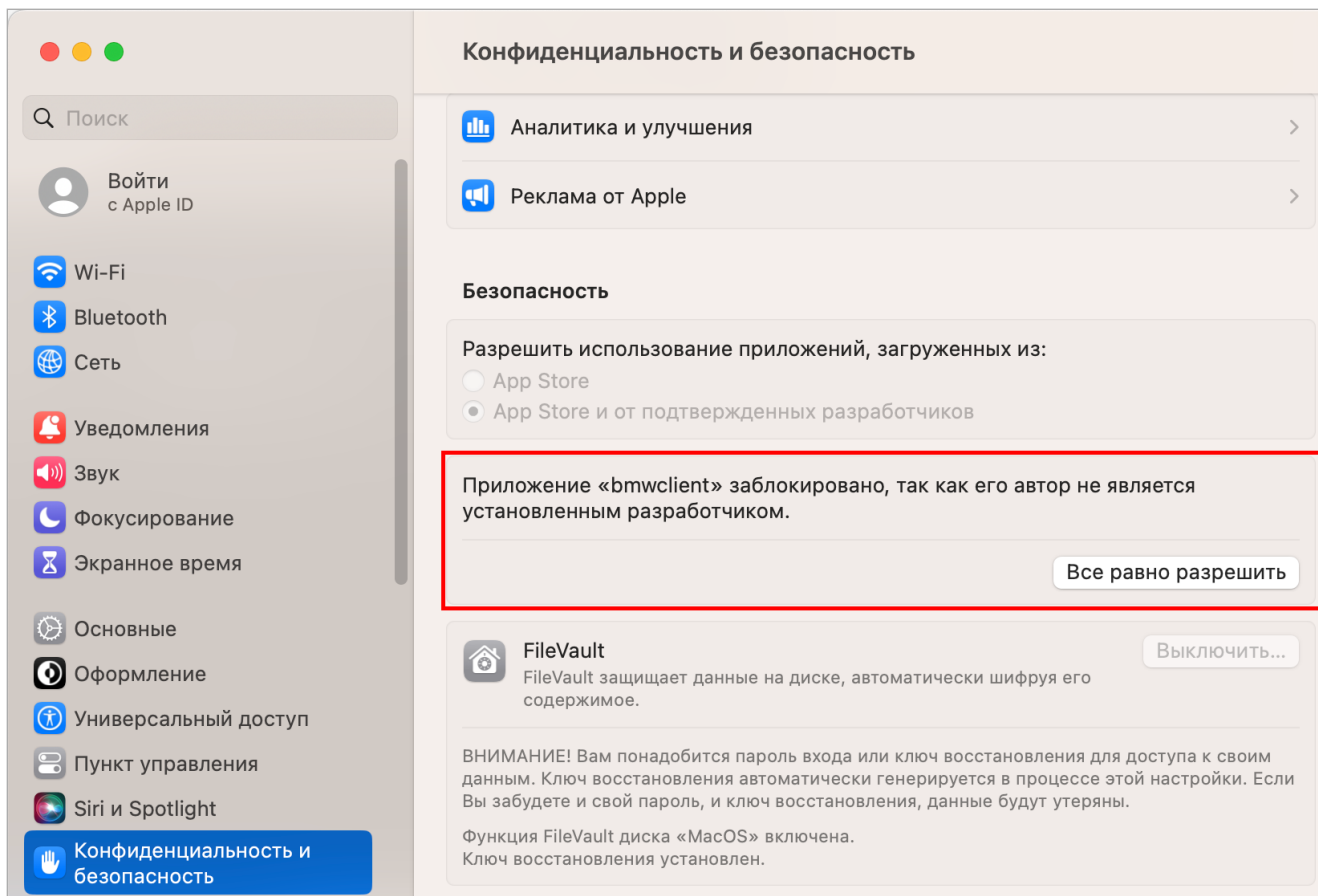 Конфиденциальность и безопасность
Поиск
Войти
с Apple ID
Wi-Fi
Bluetooth
Сеть
Уведомления
Звук
Фокусирование
Экранное время
Основные
Оформление
Универсальный доступ
Пункт управления
Siri и Spotlight
Конфиденциальность и
безопасность
Аналитика и улучшения
Реклама от Apple
Безопасность
Разрешить использование приложений, загруженных из:
App Store
App Store и от подтвержденных разработчиков
Приложение «bmwclient» заблокировано, так как его автор не является
установленным разработчиком.
Все равно разрешить
FileVault
Выключить...
FileVault защищает данные на диске, автоматически шифруя его
содержимое.
ВНИМАНИЕ! Вам понадобится пароль входа или ключ восстановления для доступа к своим
данным. Ключ восстановления автоматически генерируется в процессе этой настройки. Если
Вы забудете и свой пароль, и ключ восстановления, данные будут утеряны.
Функция FileVault диска «MacOS» включена.
Ключ восстановления установлен.